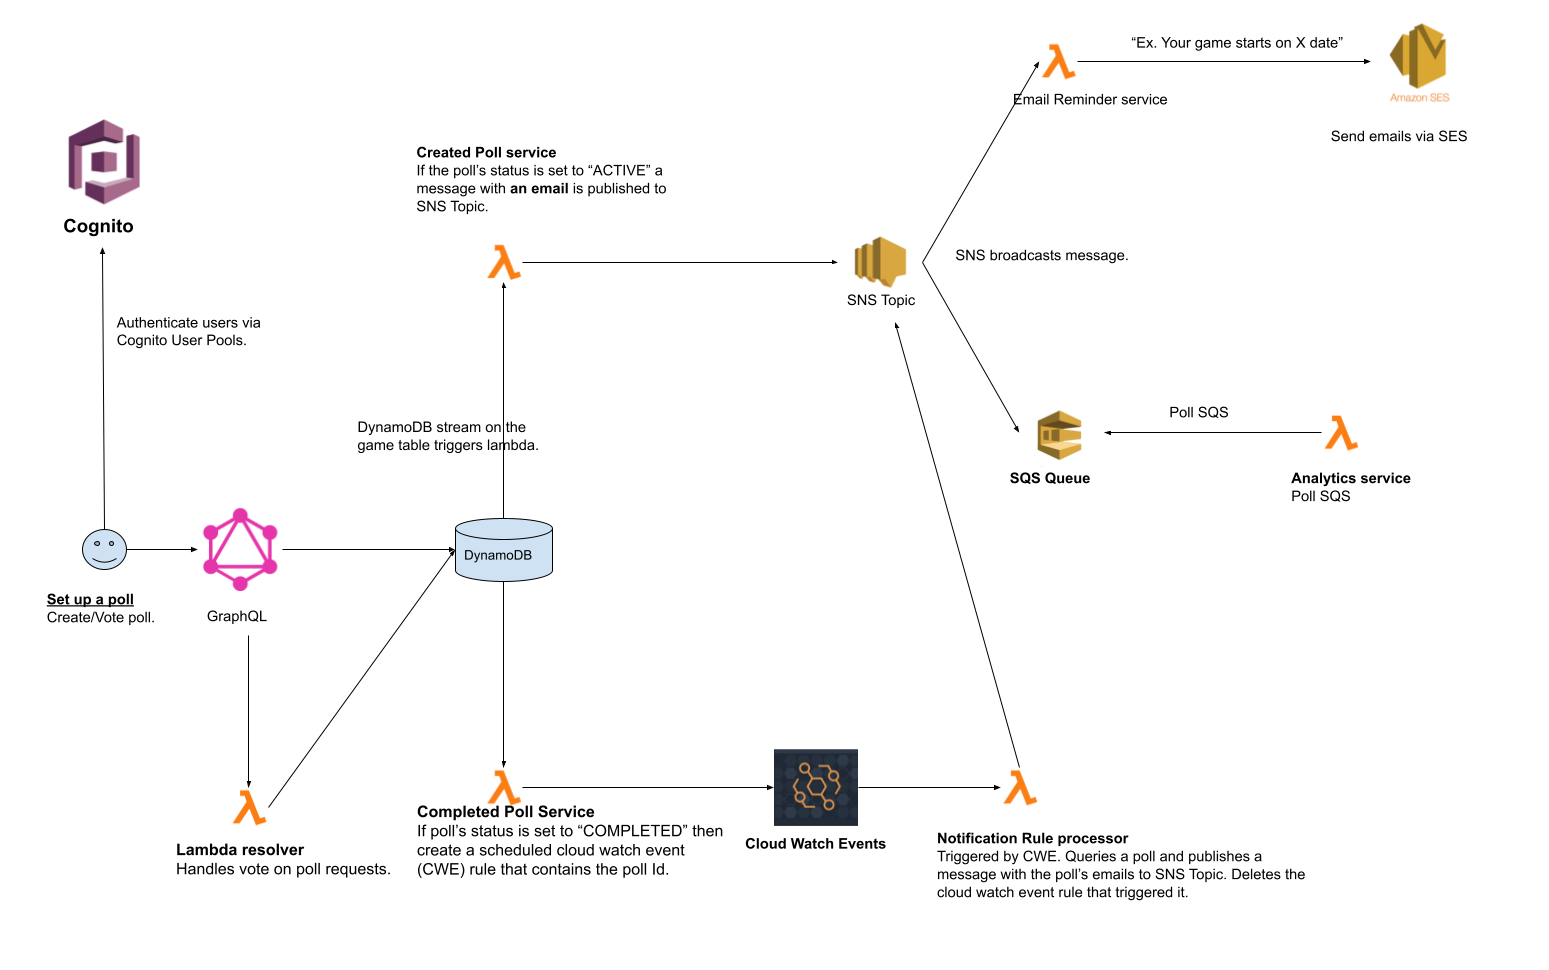 “Ex. Your game starts on X date”
Email Reminder service
Amazon SES
Send emails via SES
Cognito
Created Poll service
If the poll’s status is set to “ACTIVE” a
message with an email is published to
SNS Topic.
SNS broadcasts message.
SNS Topic
Authenticate users via
Cognito User Pools.
DynamoDB stream on the
game table triggers lambda.
Poll SQS
SQS Queue
Analytics service
Poll SQS
DynamoDB
Set up a poll
Create/Vote poll.
GraphQL
Lambda resolver
Handles vote on poll requests.
Completed Poll Service
If poll’s status is set to “COMPLETED” then
create a scheduled cloud watch event
(CWE) rule that contains the poll Id.
Cloud Watch Events
Notification Rule processor
Triggered by CWE. Queries a poll and publishes a
message with the poll’s emails to SNS Topic. Deletes the
cloud watch event rule that triggered it.